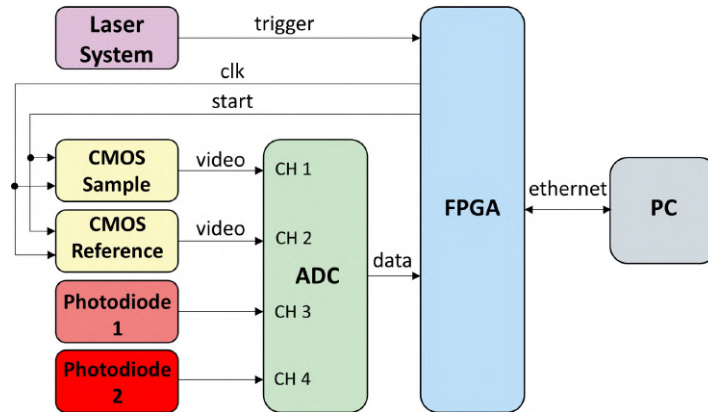 Laser
System
trigger
clk
start
CMOS
Sample
video
CH 1
CMOS
Reference
video
CH 2
ADC
data
FPGA
ethernet
PC
Photodiode
1
CH 3
Photodiode
2
CH 4